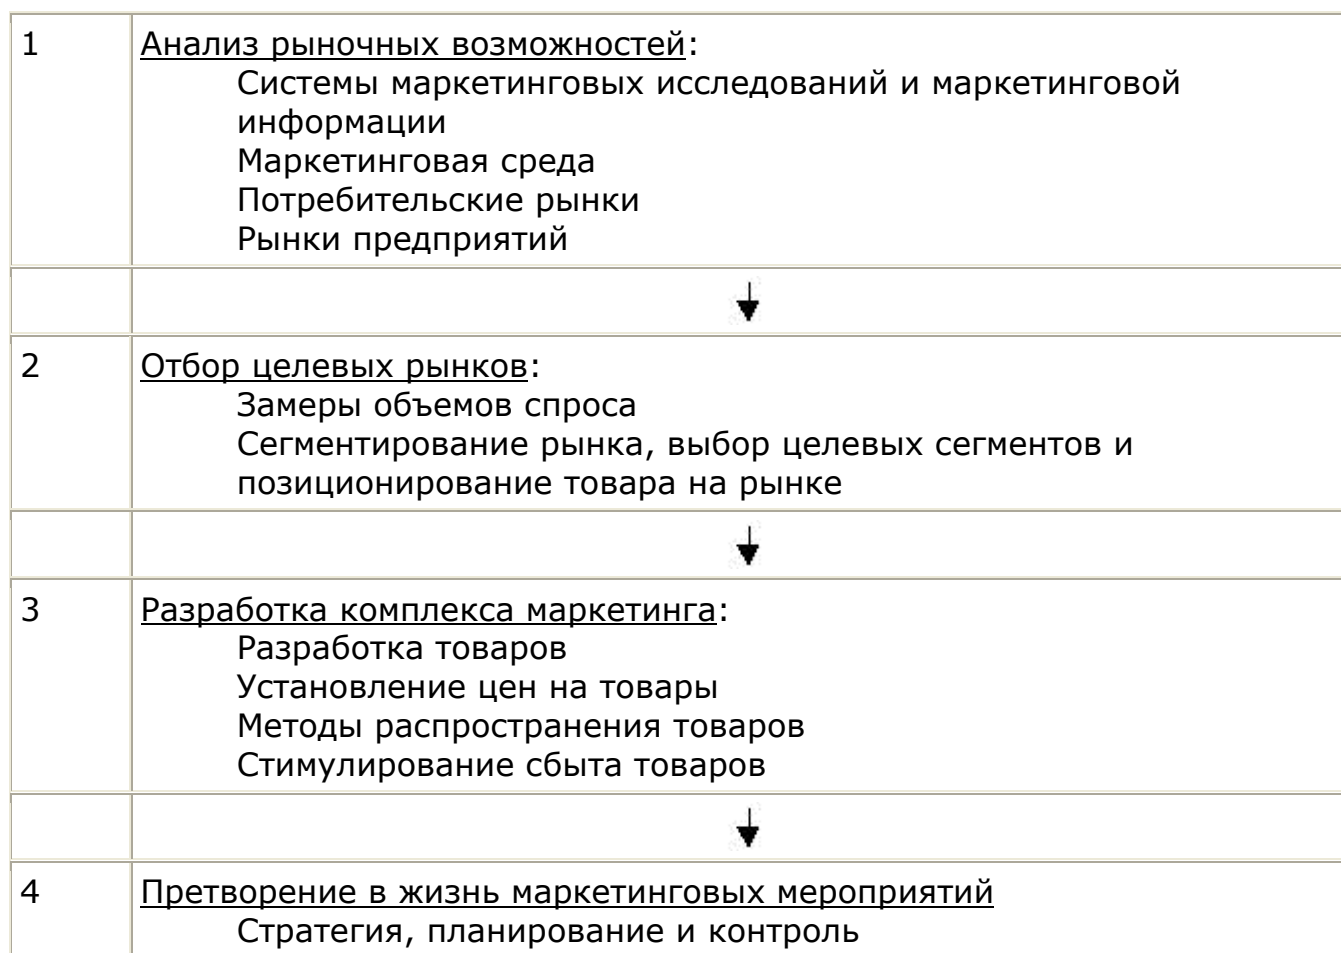 1
Анализ рыночных возможностей:
Системы маркетинговых исследований и маркетинговой
информации
Маркетинговая среда
Потребительские рынки
Рынки предприятий
2
Отбор целевых рынков:
Замеры объемов спроса
Сегментирование рынка, выбор целевых сегментов и
позиционирование товара на рынке
3
Разработка комплекса маркетинга:
Разработка товаров
Установление цен на товары
Методы распространения товаров
Стимулирование сбыта товаров
4
Претворение в жизнь маркетинговых мероприятий
Стратегия, планирование и контроль